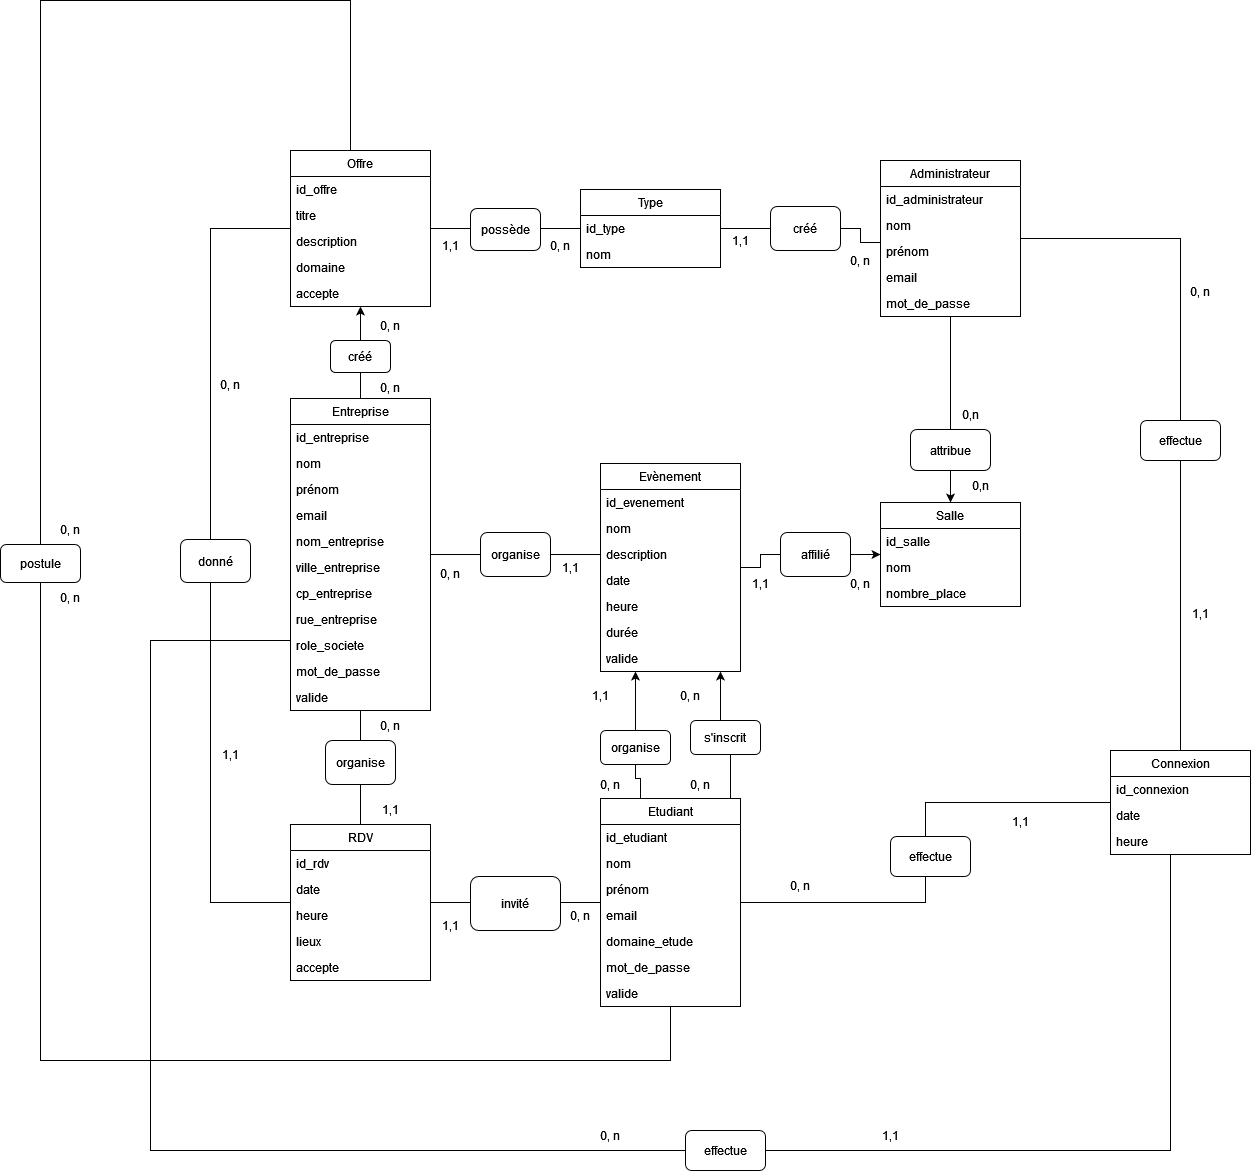 Offre
id_offre
titre
description
domaine
accepte
Type
id_type
nom
Administrateur
id_administrateur
nom
prénom
email
mot_de_passe
possède
1,1
0, n
créé
1,1
0, n
0, n
créé
0, n
0, n
0, n
0,n
attribue
0,n
effectue
1,1
Entreprise
id_entreprise
nom
prénom
email
nom_entreprise
ville_entreprise
cp_entreprise
rue_entreprise
role_societe
mot_de_passe
valide
Evènement
id_evenement
nom
description
date
heure
durée
valide
Salle
id_salle
nom
nombre_place
organise
0, n
1,1
affilié
1,1
0, n
0, n
postule
0, n
donné
1,1
0, n
organise
1,1
1,1
organise
0, n
0, n
s'inscrit
0, n
RDV
id_rdv
date
heure
lieux
accepte
Etudiant
id_etudiant
nom
prénom
email
domaine_etude
mot_de_passe
valide
Connexion
id_connexion
date
heure
invité
1,1
0, n
effectue
1,1
0, n
0, n
effectue
1,1